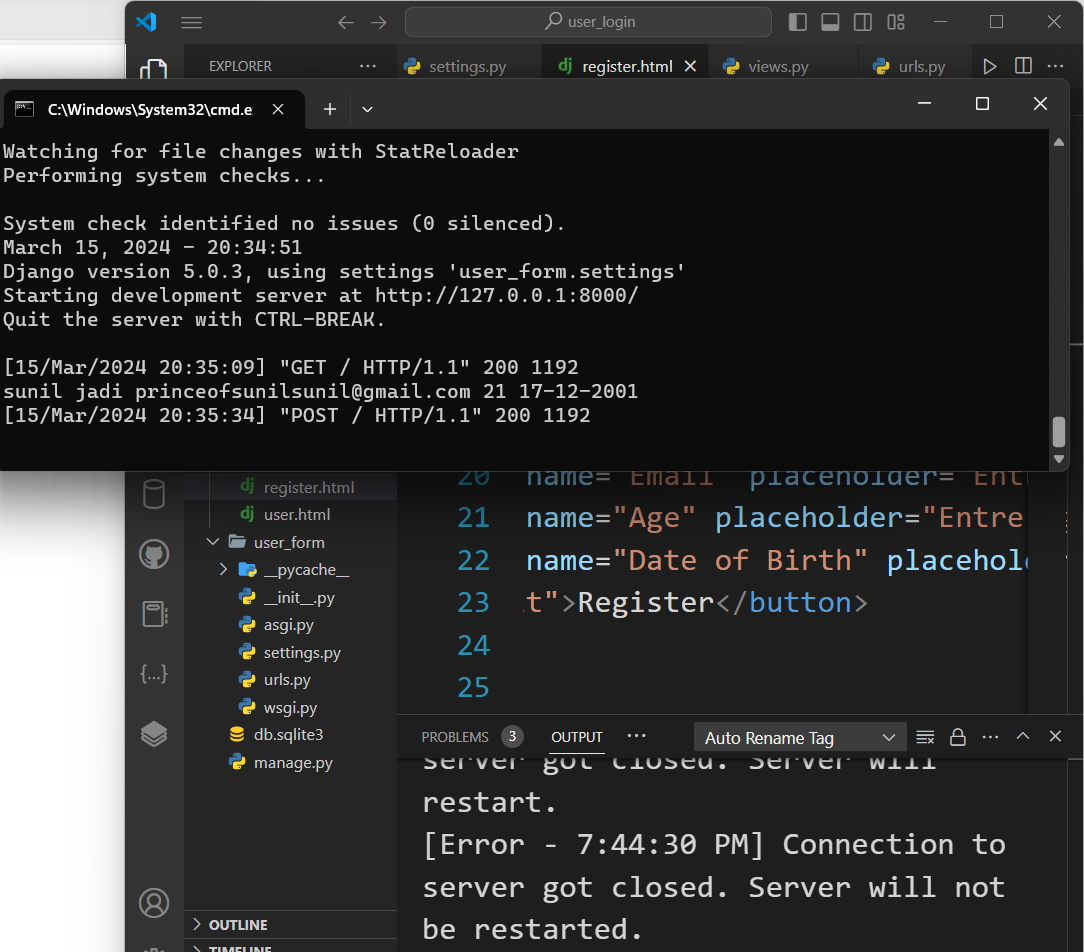 user_login
EXPLORER
settings.py
register.html
views.py
urls.py
C:\Windows\System32\cmd.e
Watching for file changes with StatReloader
Performing system checks...
System check identified no issues (0 silenced).
March 15, 2024 - 20:34:51
Django version 5.0.3, using settings 'user_form.settings'
Starting development server at http://127.0.0.1:8000/
Quit the server with CTRL-BREAK.
[15/Mar/2024 20:35:09] "GET / HTTP/1.1" 200 1192
sunil jadi princeofsunilsunil@gmail.com 21 17-12-2001
[15/Mar/2024 20:35:34] "POST / HTTP/1.1" 200 1192
register.html
user.html
user_form
__pycache__
__init__.py
asgi.py
settings.py
urls.py
wsgi.py
db.sqlite3
manage.py
OUTLINE
TIMELINE
20 name="Email" placeholder="Ent
21 name="Age" placeholder="Entre
22 name="Date of Birth" placehol
23 t">Register</button>
24
25
PROBLEMS 3 OUTPUT
Auto Rename Tag
server got closed. Server will
restart.
[Error - 7:44:30 PM] Connection to
server got closed. Server will not
be restarted.